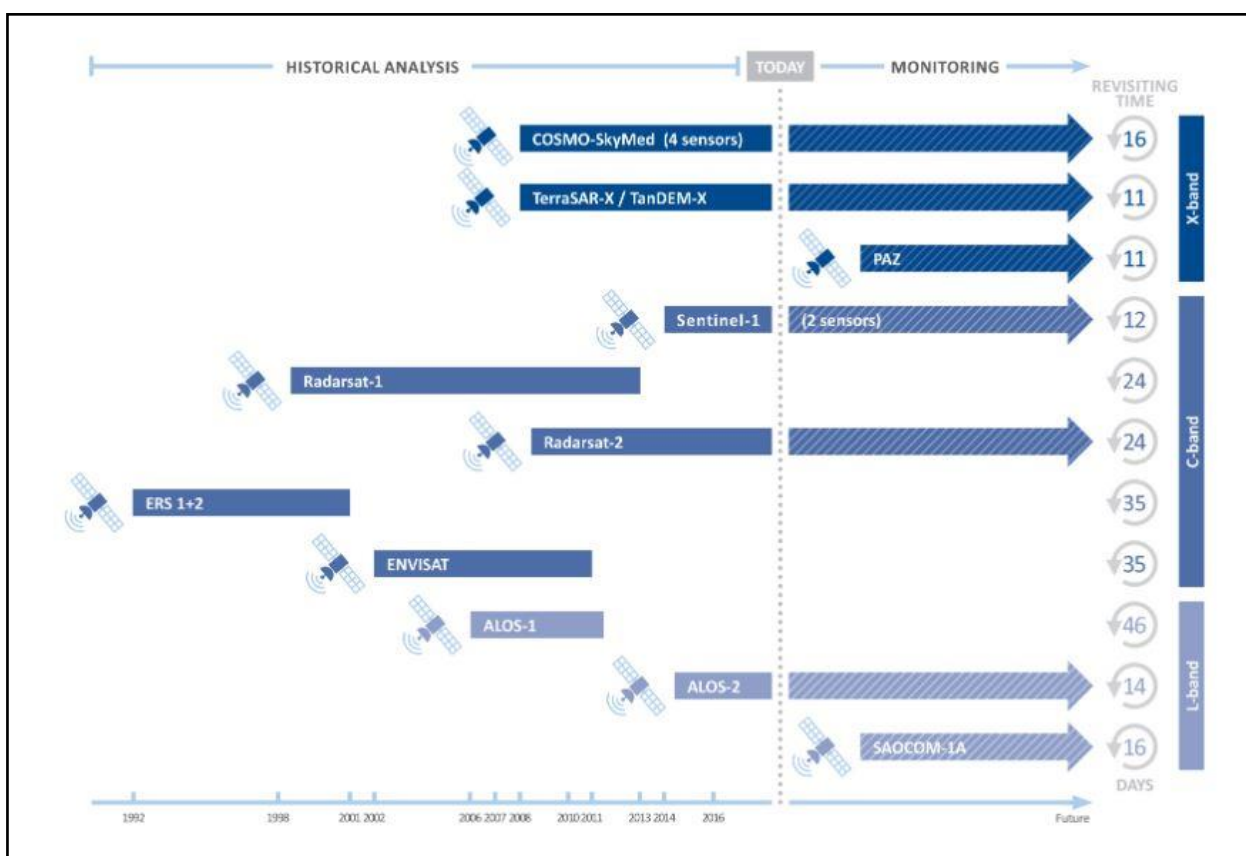 HISTORICAL ANALYSIS
TODAY
MONITORING
REVISITING
TIME
COSMO-SkyMed (4 sensors)
16
TerraSAR-X / TanDEM-X
11
X-band
PAZ
11
Sentinel-1
(2 sensors)
12
Radarsat-1
24
Radarsat-2
24
C-band
ERS 1+2
35
ENVISAT
35
ALOS-1
46
ALOS-2
14
L-band
SAOCOM-1A
16
DAYS
1992 1998 2001 2002 2006 2007 2008 2010 2011 2013 2014 2016 Future